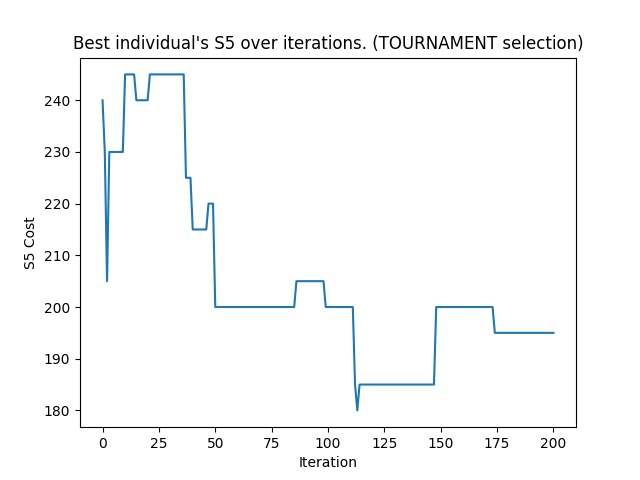 Best individual's S5 over iterations. (TOURNAMENT selection)
S5 Cost
240
230
220
210
200
190
180
0 25 50 75 100 125 150 175 200
Iteration